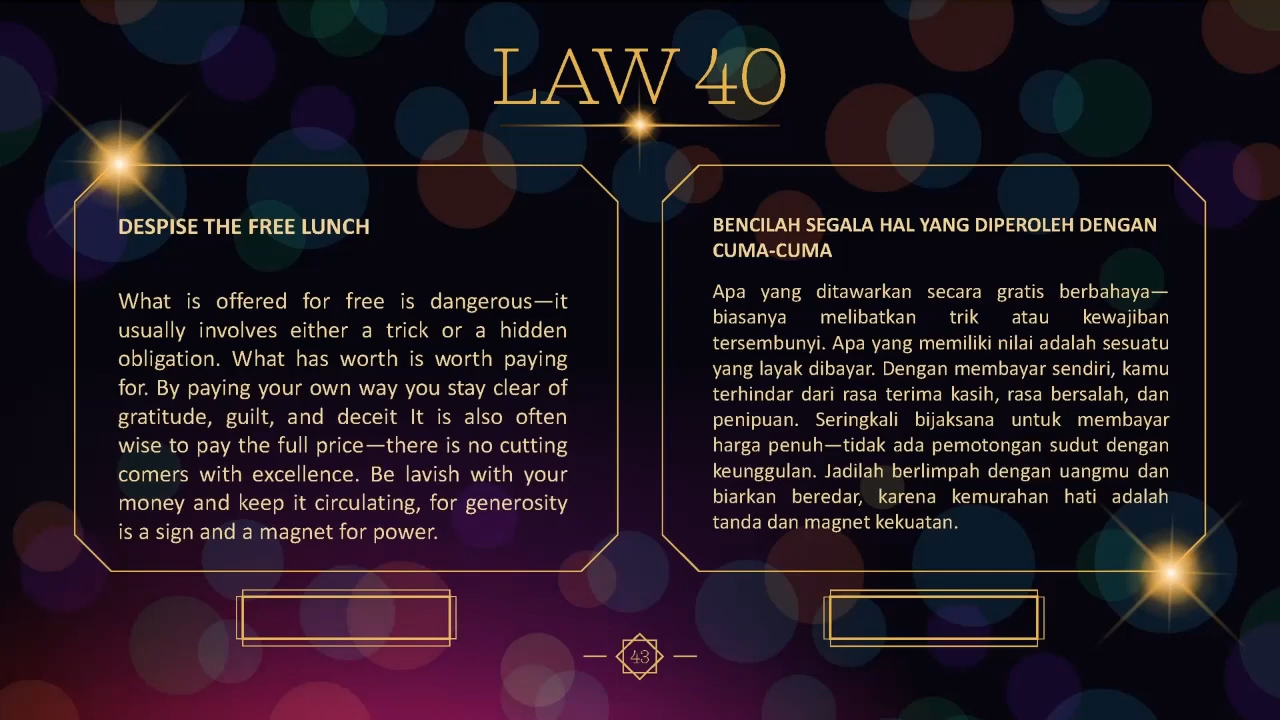 LAW 40
DESPISE THE FREE LUNCH
What is offered for free is dangerous—it
usually involves either a trick or a hidden
obligation. What has worth is worth paying
for. By paying your own way you stay clear of
gratitude, guilt, and deceit It is also often
wise to pay the full price—there is no cutting
comers with excellence. Be lavish with your
money and keep it circulating, for generosity
is a sign and a magnet for power.
BENCILAH SEGALA HAL YANG DIPEROLEH DENGAN
CUMA-CUMA
Apa yang ditawarkan secara gratis berbahaya—
biasanya melibatkan trik atau kewajiban
tersembunyi. Apa yang memiliki nilai adalah sesuatu
yang layak dibayar. Dengan membayar sendiri, kamu
terhindar dari rasa terima kasih, rasa bersalah, dan
penipuan. Seringkali bijaksana untuk membayar
harga penuh—tidak ada pemotongan sudut dengan
keunggulan. Jadilah berlimpah dengan uangmu dan
biarkan beredar, karena kemurahan hati adalah
tanda dan magnet kekuatan.
43